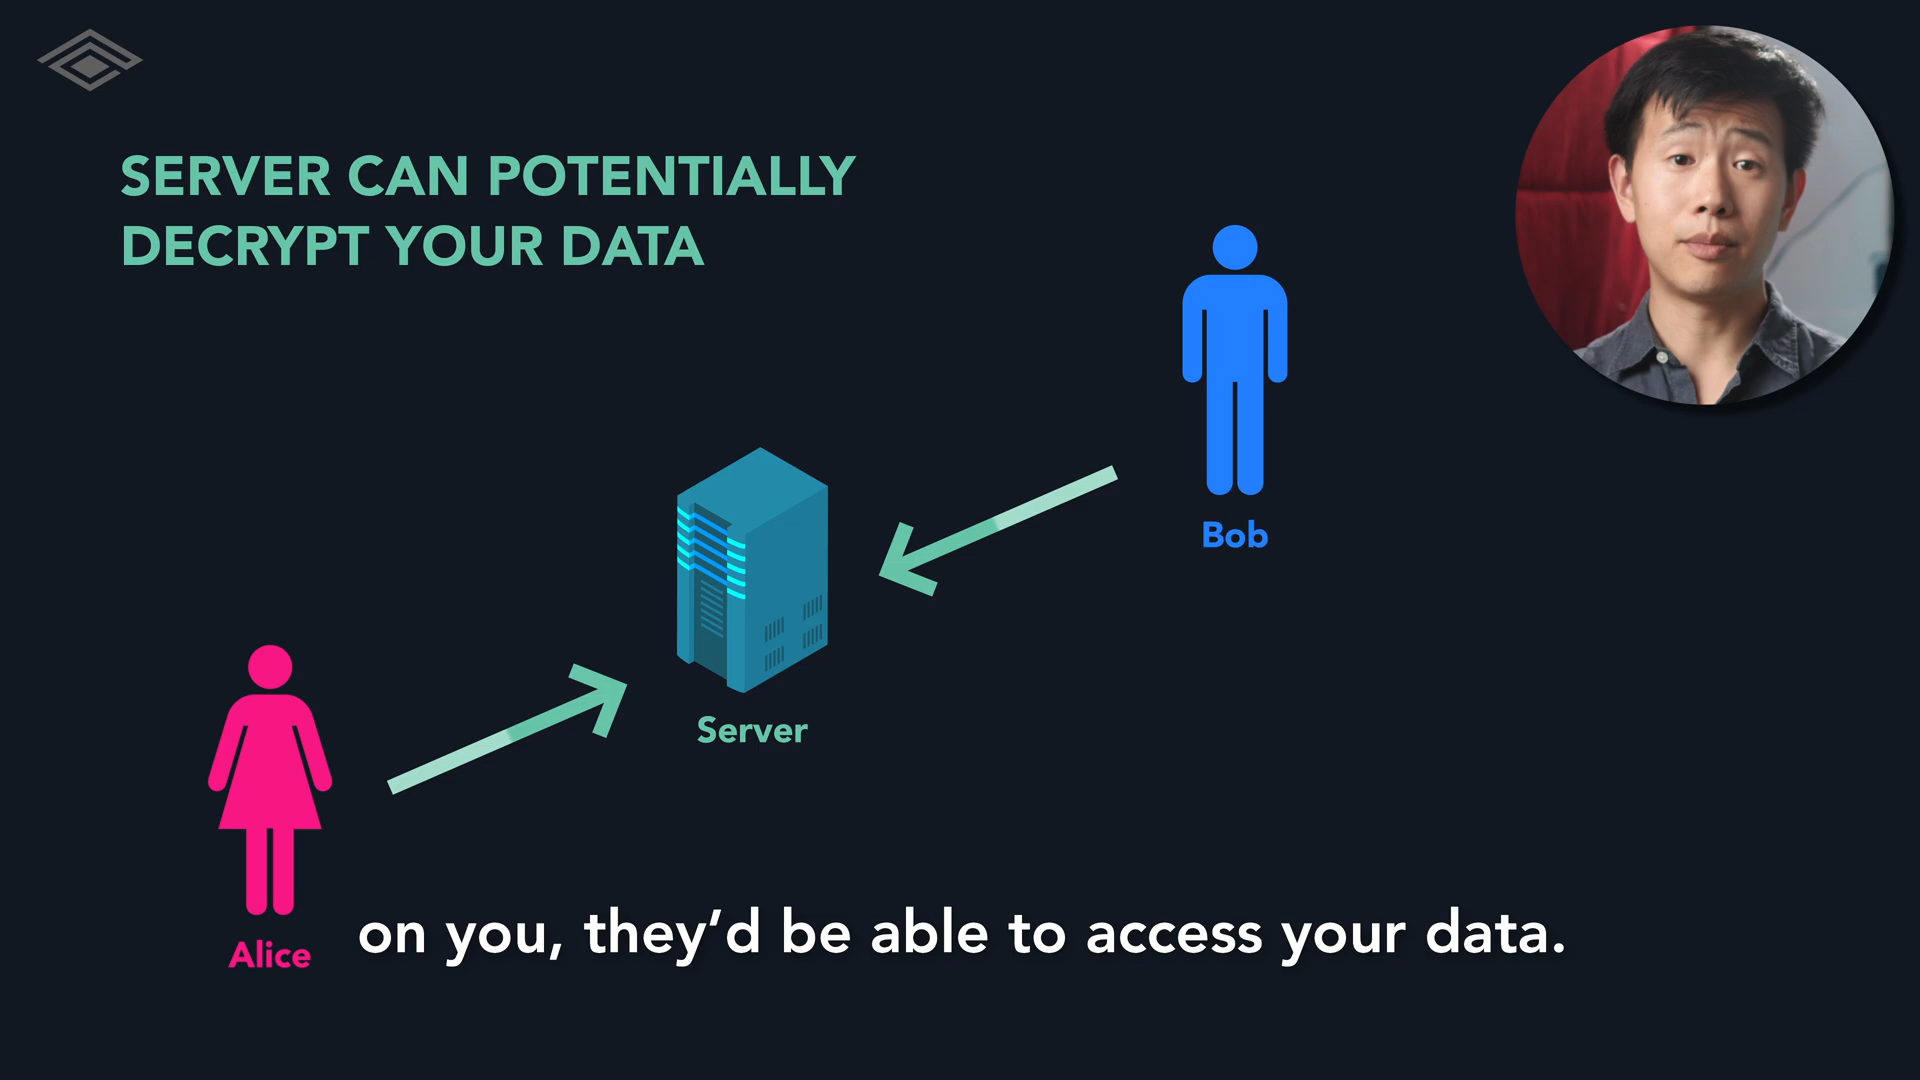 SERVER CAN POTENTIALLY
DECRYPT YOUR DATA
Bob
Server
Alice
on you, they’d be able to access your data.